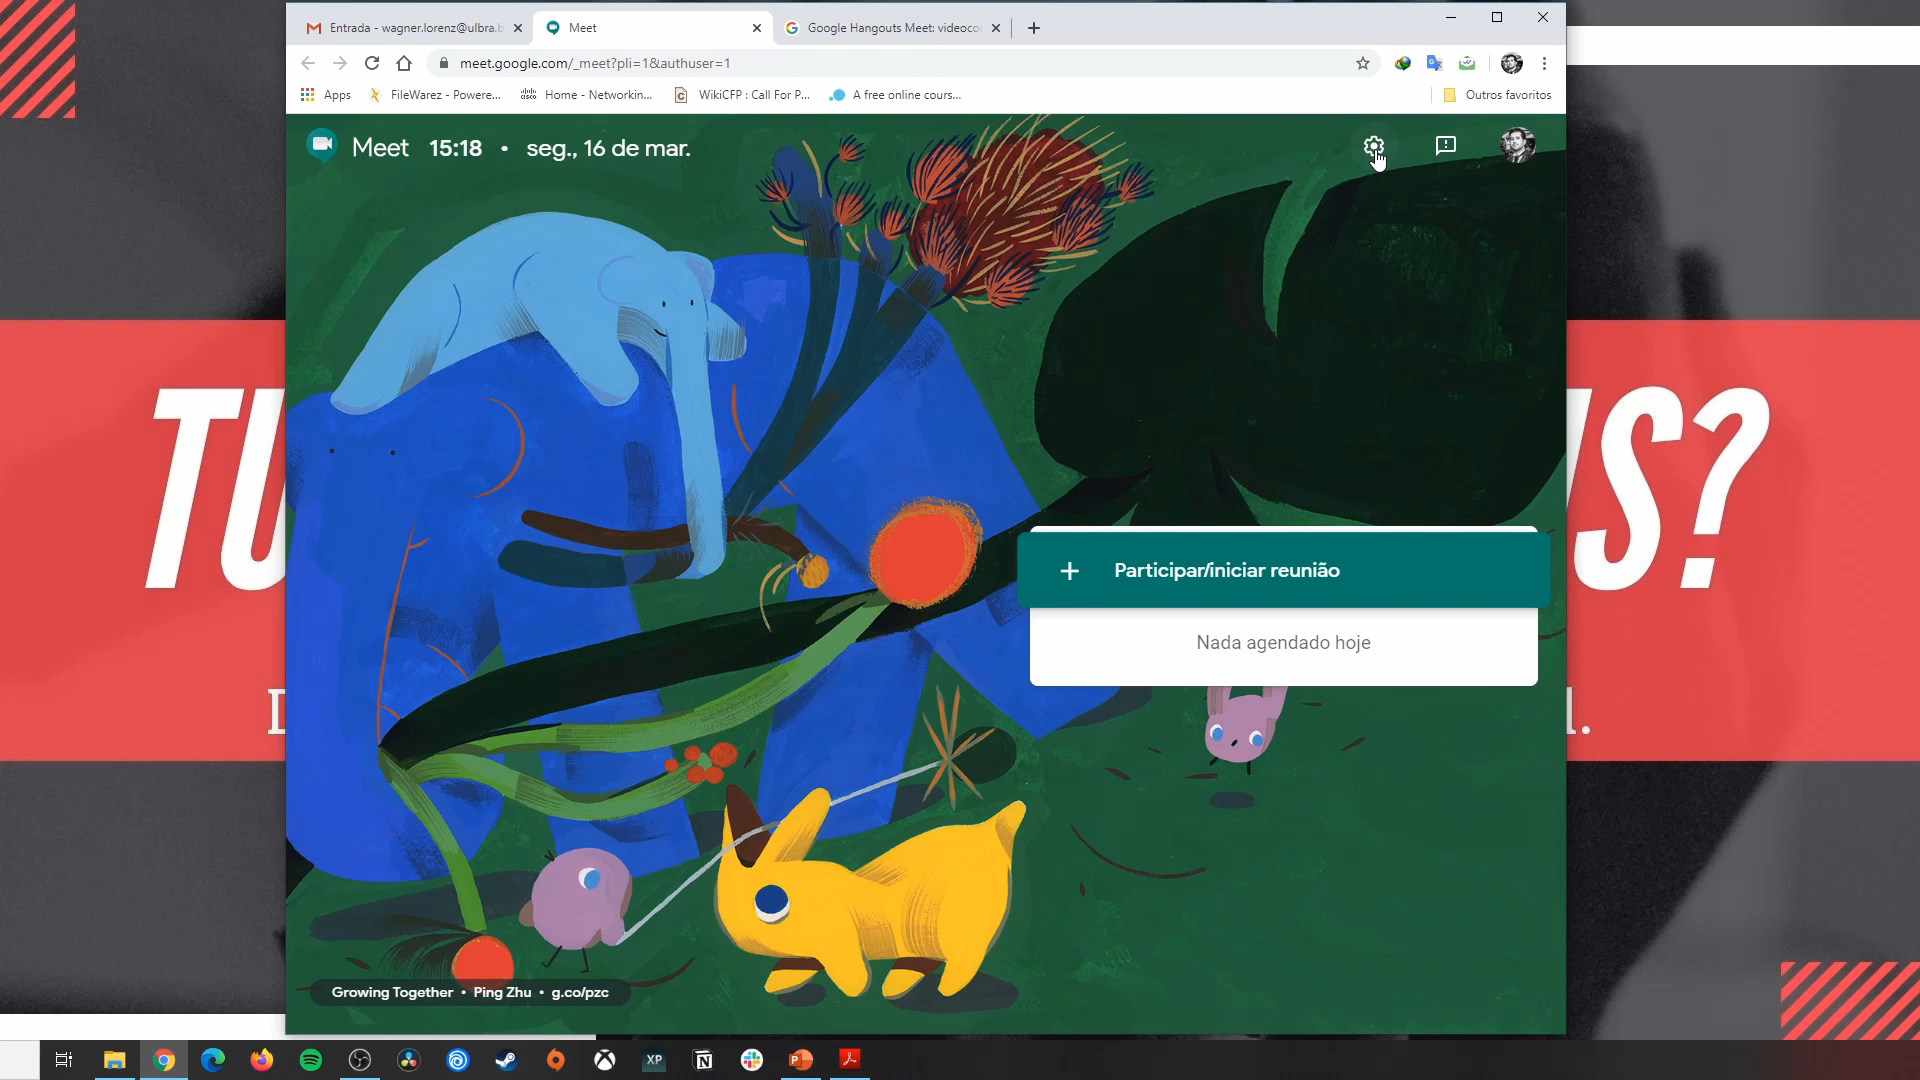 Entrada - wagner.lorenz@ulbra.b
Meet
Google Hangouts Meet: videoco
meet.google.com/_meet?pli=1&authuser=1
Apps
FileWarez - Powere...
Home - Networkin...
WikiCFP : Call For P...
A free online cours...
Outros favoritos
Meet 15:18 • seg., 16 de mar.
TU
S?
Participar/iniciar reunião
Nada agendado hoje
Growing Together • Ping Zhu • g.co/pzc
XP